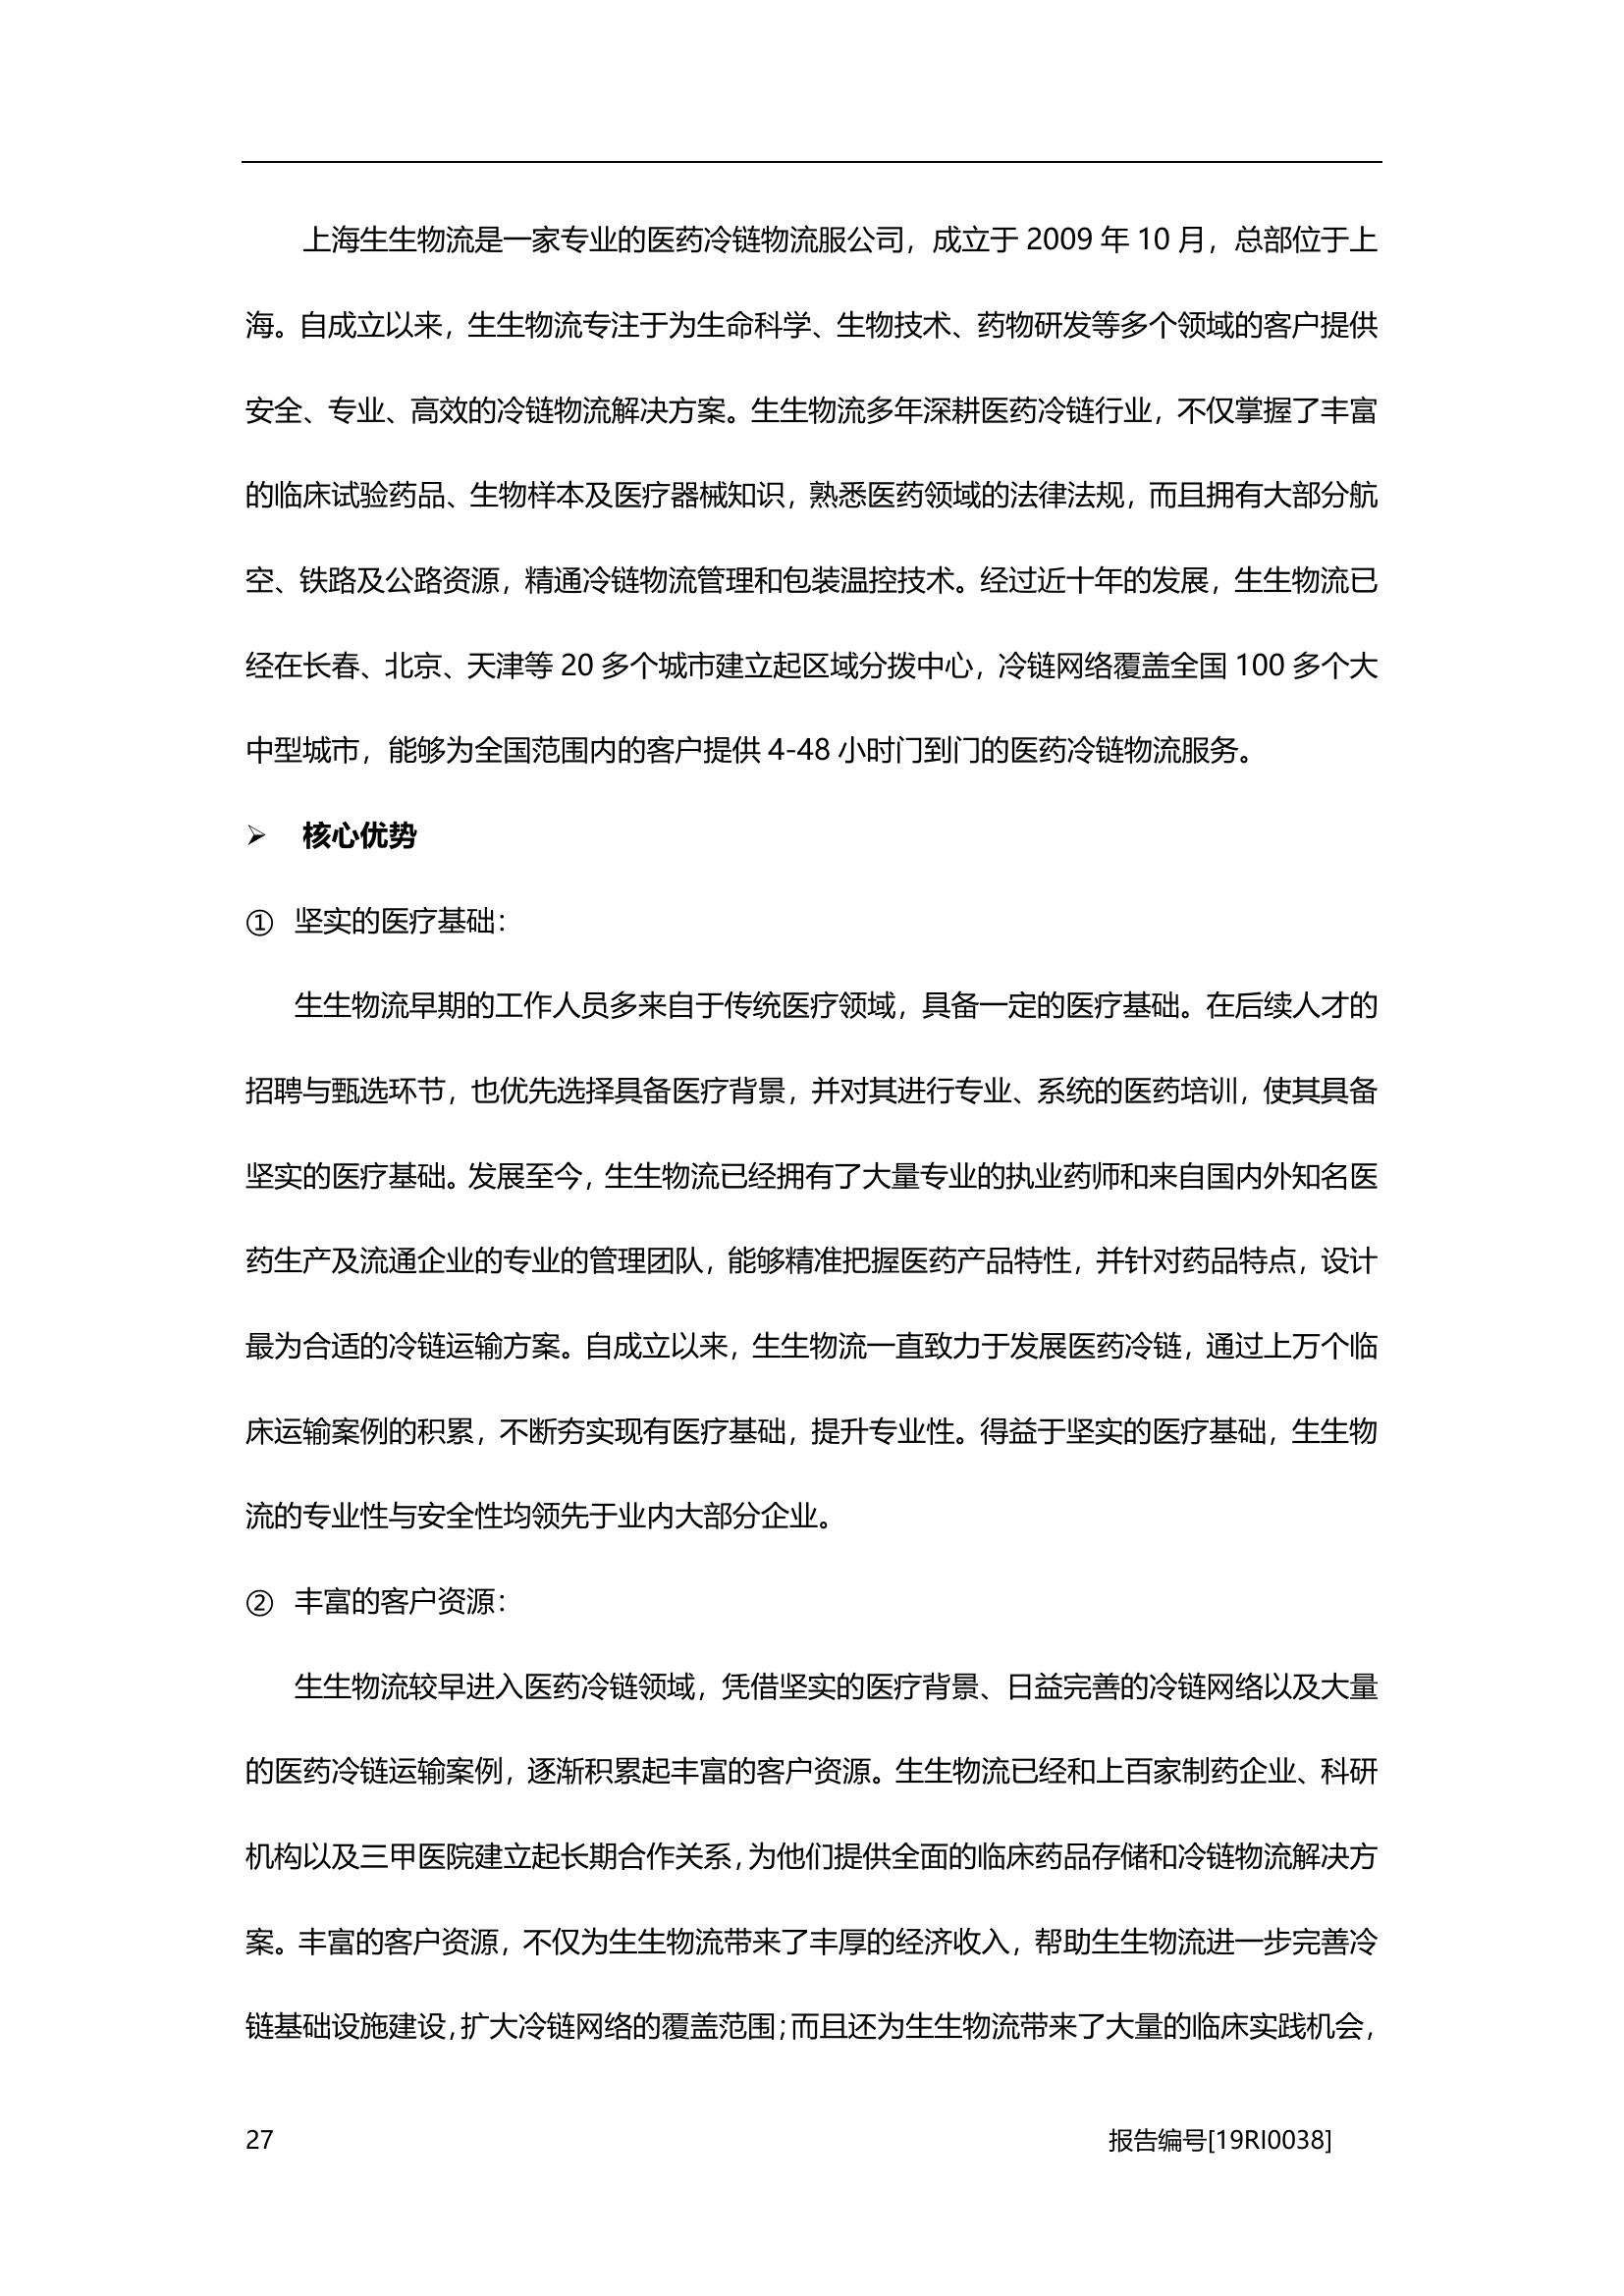 上海生生物流是一家专业的医药冷链物流服公司，成立于 2009 年 10 月，总部位于上
海。自成立以来，生生物流专注于为生命科学、生物技术、药物研发等多个领域的客户提供
安全、专业、高效的冷链物流解决方案。生生物流多年深耕医药冷链行业，不仅掌握了丰富
的临床试验药品、生物样本及医疗器械知识，熟悉医药领域的法律法规，而且拥有大部分航
空、铁路及公路资源，精通冷链物流管理和包装温控技术。经过近十年的发展，生生物流已
经在长春、北京、天津等 20 多个城市建立起区域分拨中心，冷链网络覆盖全国 100 多个大
中型城市，能够为全国范围内的客户提供 4-48 小时门到门的医药冷链物流服务。
➢ 核心优势
① 坚实的医疗基础：
生生物流早期的工作人员多来自于传统医疗领域，具备一定的医疗基础。在后续人才的
招聘与甄选环节，也优先选择具备医疗背景，并对其进行专业、系统的医药培训，使其具备
坚实的医疗基础。发展至今，生生物流已经拥有了大量专业的执业药师和来自国内外知名医
药生产及流通企业的专业的管理团队，能够精准把握医药产品特性，并针对药品特点，设计
最为合适的冷链运输方案。自成立以来，生生物流一直致力于发展医药冷链，通过上万个临
床运输案例的积累，不断夯实现有医疗基础，提升专业性。得益于坚实的医疗基础，生生物
流的专业性与安全性均领先于业内大部分企业。
② 丰富的客户资源：
生生物流较早进入医药冷链领域，凭借坚实的医疗背景、日益完善的冷链网络以及大量
的医药冷链运输案例，逐渐积累起丰富的客户资源。生生物流已经和上百家制药企业、科研
机构以及三甲医院建立起长期合作关系，为他们提供全面的临床药品存储和冷链物流解决方
案。丰富的客户资源，不仅为生生物流带来了丰厚的经济收入，帮助生生物流进一步完善冷
链基础设施建设，扩大冷链网络的覆盖范围；而且还为生生物流带来了大量的临床实践机会，
27 报告编号[19RI0038]